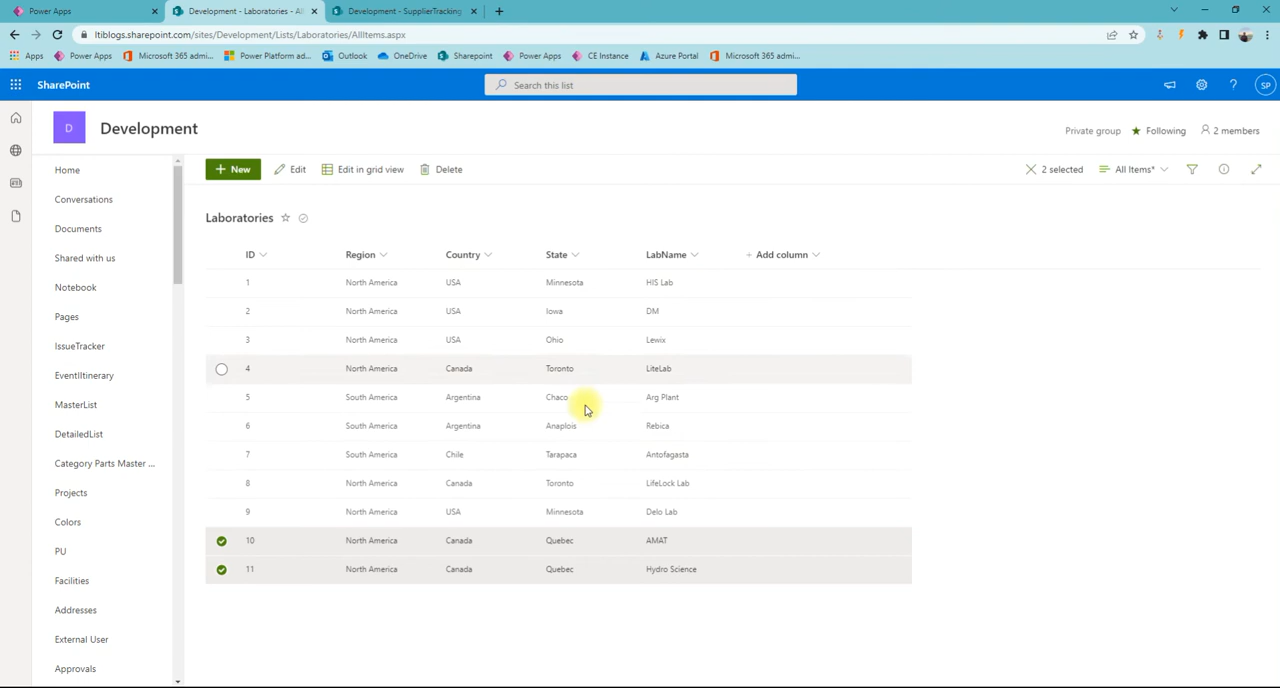 Power Apps
Development - Laboratories - All
Development - SupplierTracking
ltiblogs.sharepoint.com/sites/Development/Lists/Laboratories/AllItems.aspx
Apps Power Apps Microsoft 365 admi... Power Platform ad... Outlook OneDrive Sharepoint Power Apps CE Instance Azure Portal Microsoft 365 admi...
SharePoint
Search this list
?
SP
D
Development
Private group
Following
2 members
Home
Conversations
Documents
Shared with us
Notebook
Pages
IssueTracker
EventItinerary
MasterList
DetailedList
Category Parts Master ...
Projects
Colors
PU
Facilities
Addresses
External User
Approvals
+ New
Edit
Edit in grid view
Delete
2 selected
All Items*
Laboratories
ID Region Country State LabName + Add column
1 North America USA Minnesota HIS Lab
2 North America USA Iowa DM
3 North America USA Ohio Lewix
4 North America Canada Toronto LiteLab
5 South America Argentina Chaco Arg Plant
6 South America Argentina Anaplois Rebica
7 South America Chile Tarapaca Antofagasta
8 North America Canada Toronto LifeLock Lab
9 North America USA Minnesota Delo Lab
10 North America Canada Quebec AMAT
11 North America Canada Quebec Hydro Science